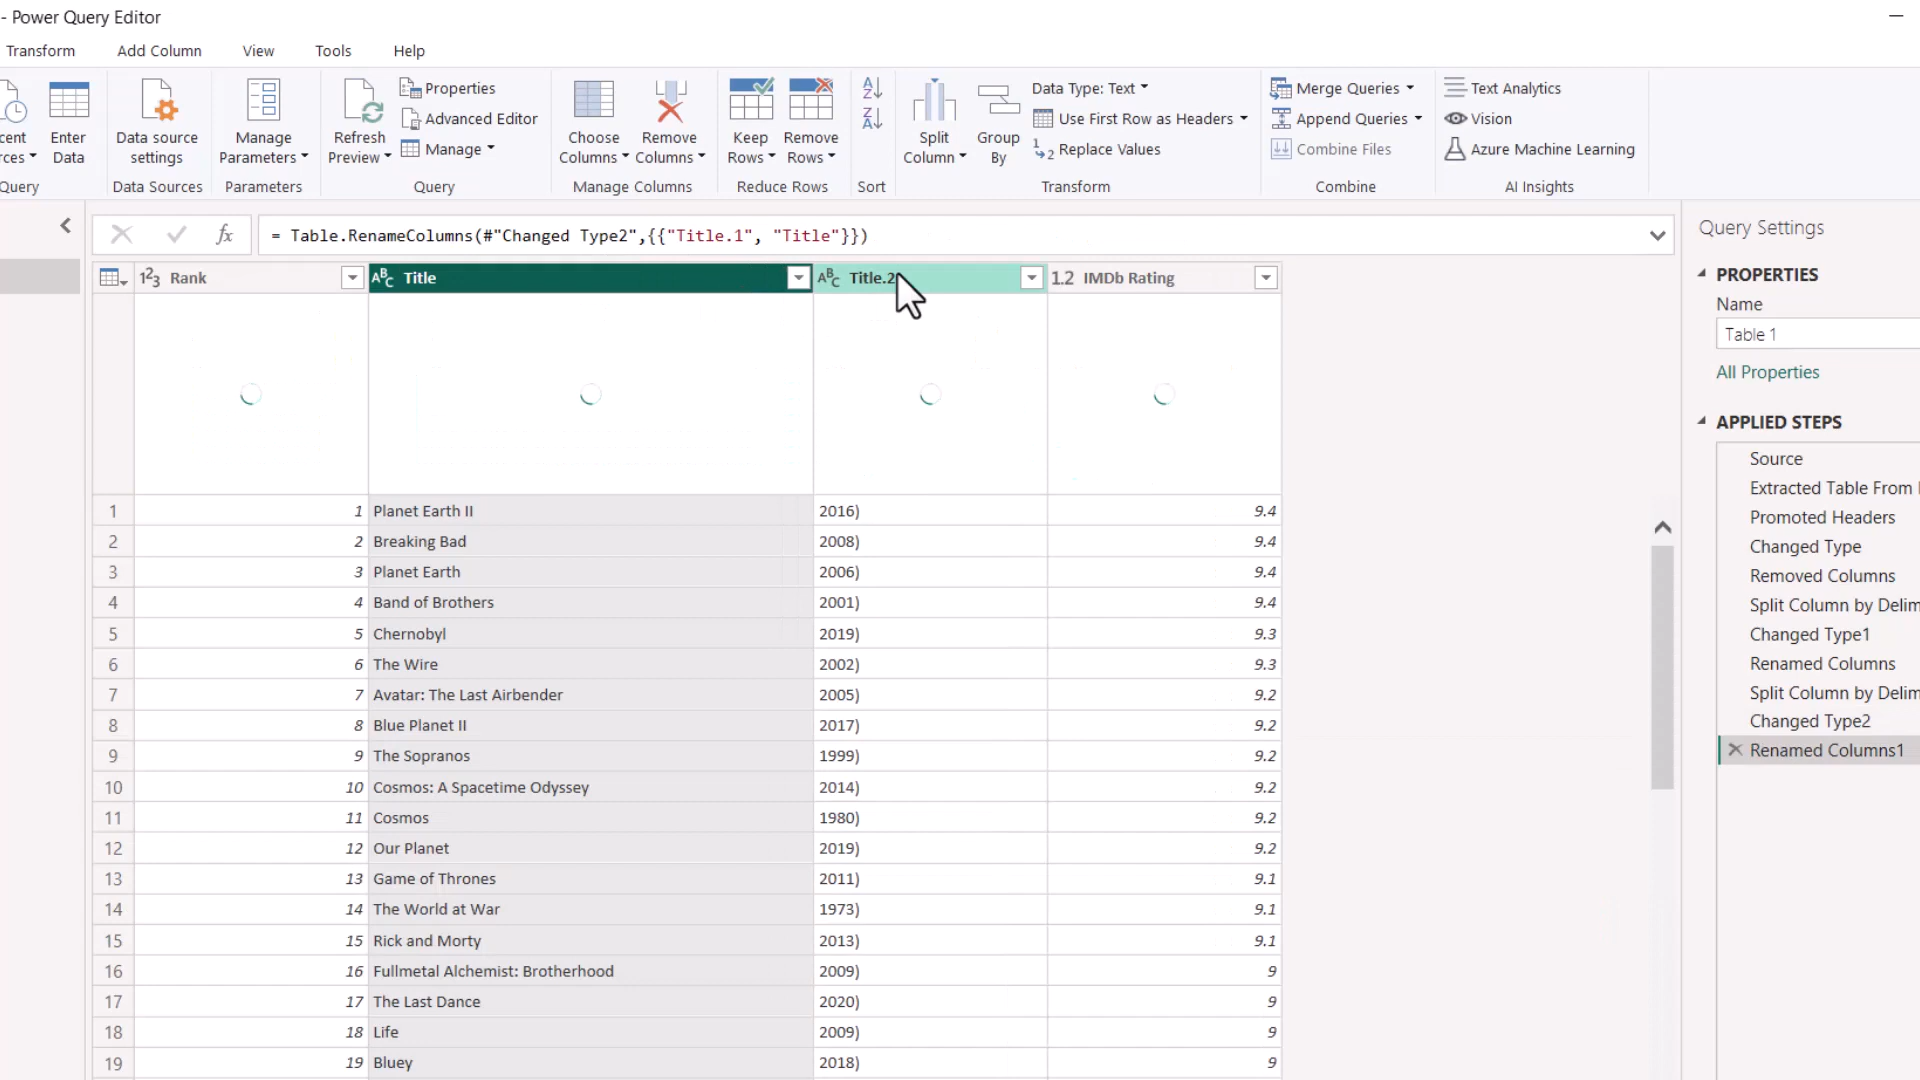 - Power Query Editor
Transform Add Column View Tools Help
Enter Data
Data source settings
Manage Parameters
Refresh Preview
Properties
Advanced Editor
Manage
Choose Columns
Remove Columns
Keep Rows
Remove Rows
Split Column
Group By
Data Type: Text
Use First Row as Headers
Replace Values
Merge Queries
Append Queries
Combine Files
Text Analytics
Vision
Azure Machine Learning
Query Data Sources Parameters Query Manage Columns Reduce Rows Sort Transform Combine AI Insights
fx = Table.RenameColumns(#"Changed Type2",{{"Title.1", "Title"}})
Rank Title Title.2 1.2 IMDb Rating
1 1 Planet Earth II 2016) 9.4
2 2 Breaking Bad 2008) 9.4
3 3 Planet Earth 2006) 9.4
4 4 Band of Brothers 2001) 9.4
5 5 Chernobyl 2019) 9.3
6 6 The Wire 2002) 9.3
7 7 Avatar: The Last Airbender 2005) 9.2
8 8 Blue Planet II 2017) 9.2
9 9 The Sopranos 1999) 9.2
10 10 Cosmos: A Spacetime Odyssey 2014) 9.2
11 11 Cosmos 1980) 9.2
12 12 Our Planet 2019) 9.2
13 13 Game of Thrones 2011) 9.1
14 14 The World at War 1973) 9.1
15 15 Rick and Morty 2013) 9.1
16 16 Fullmetal Alchemist: Brotherhood 2009) 9
17 17 The Last Dance 2020) 9
18 18 Life 2009) 9
19 19 Bluey 2018) 9
Query Settings
PROPERTIES
Name
Table 1
All Properties
APPLIED STEPS
Source
Extracted Table From
Promoted Headers
Changed Type
Removed Columns
Split Column by Delim
Changed Type1
Renamed Columns
Split Column by Delim
Changed Type2
Renamed Columns1